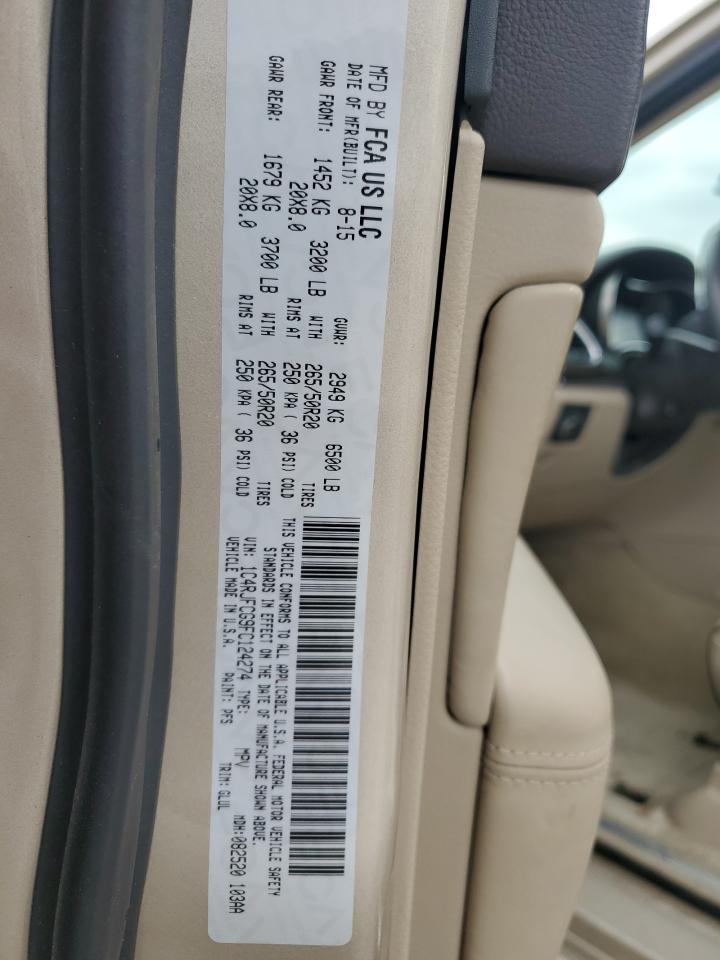 MFD BY FCA US LLC
DATE OF MFR(BUILT): 8-15 GVWR: 2949 KG 6500 LB
GAWR FRONT: 1452 KG 3200 LB WITH 265/50R20 TIRES
20X8.0 RIMS AT 250 KPA ( 36 PSI) COLD
GAWR REAR: 1679 KG 3700 LB WITH 265/50R20 TIRES
20X8.0 RIMS AT 250 KPA ( 36 PSI) COLD
THIS VEHICLE CONFORMS TO ALL APPLICABLE U.S.A. FEDERAL MOTOR VEHICLE SAFETY
STANDARDS IN EFFECT ON THE DATE OF MANUFACTURE SHOWN ABOVE.
VIN: 1C4RJFCG9FC124274 TYPE: MPV MDH:082520 103AA
VEHICLE MADE IN U.S.A. PAINT: PFS TRIM: GLUL